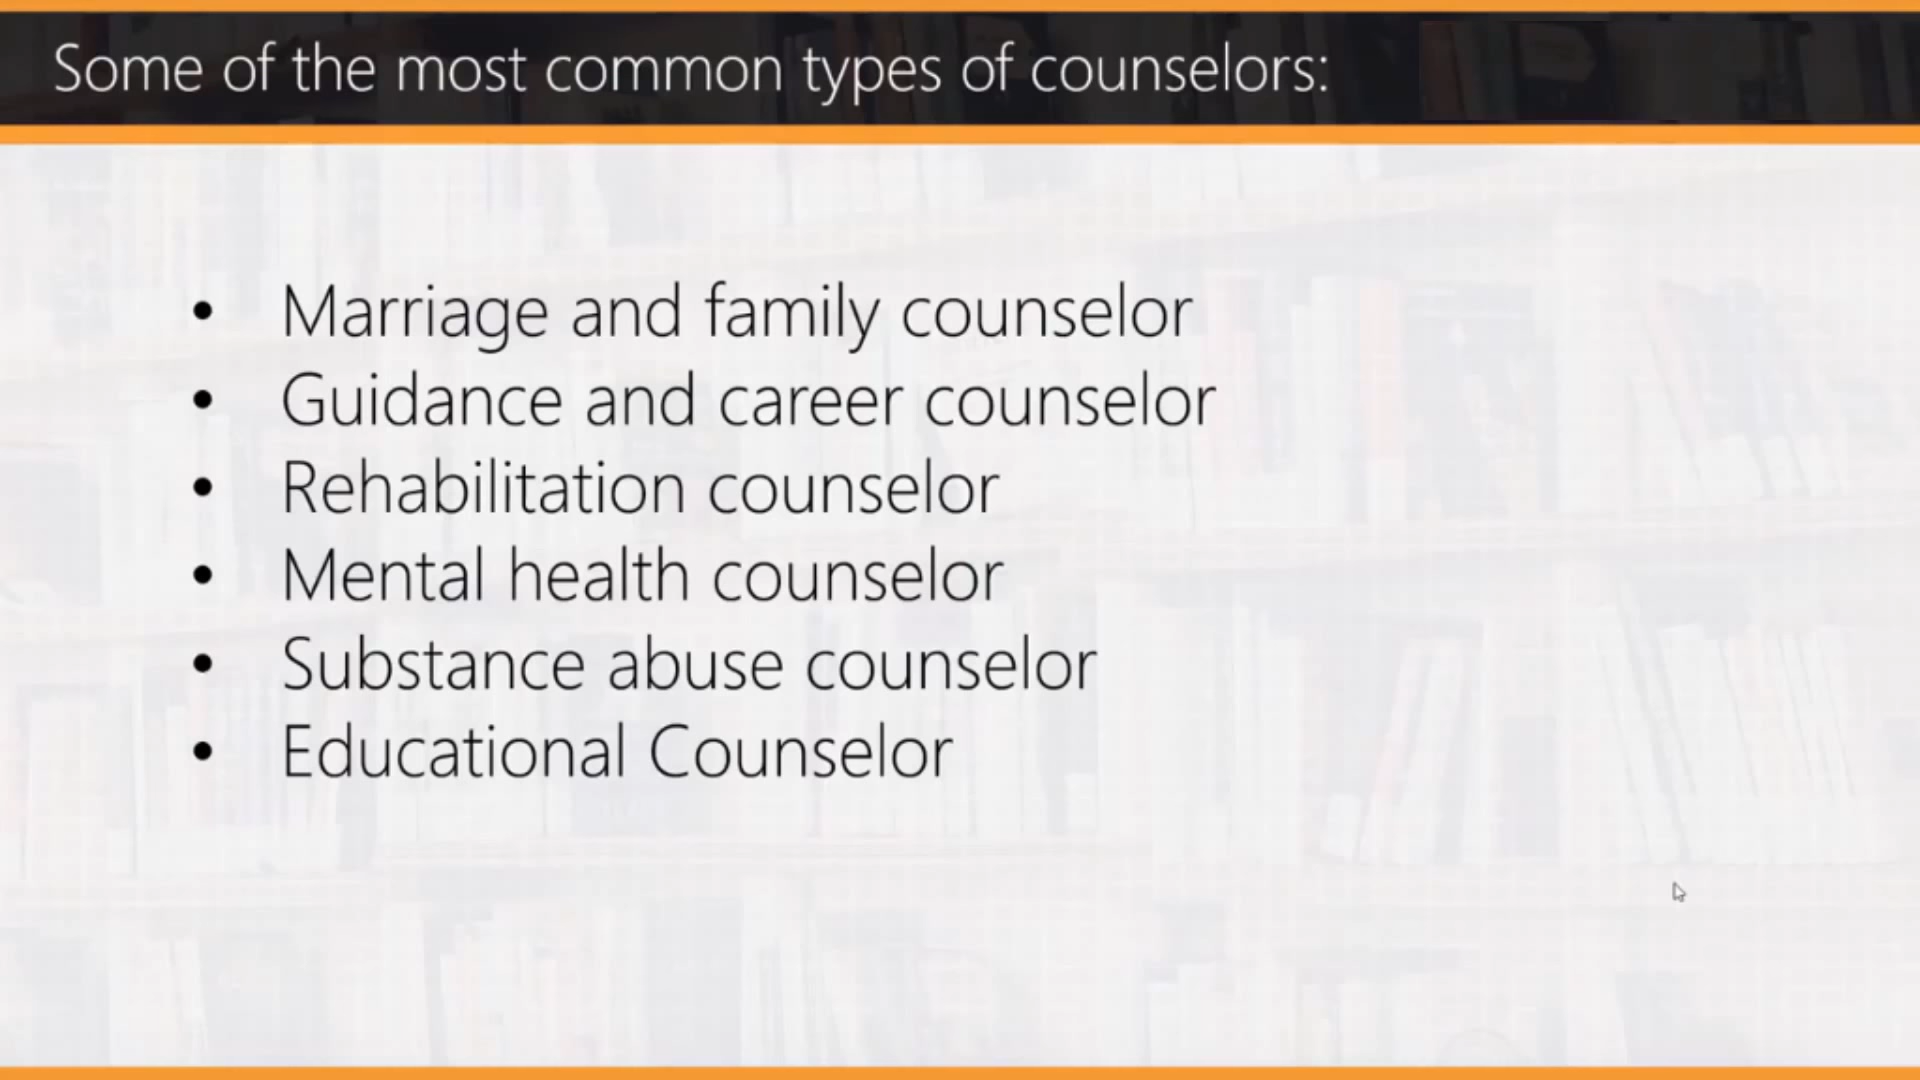 Some of the most common types of counselors:
• Marriage and family counselor
• Guidance and career counselor
• Rehabilitation counselor
• Mental health counselor
• Substance abuse counselor
• Educational Counselor